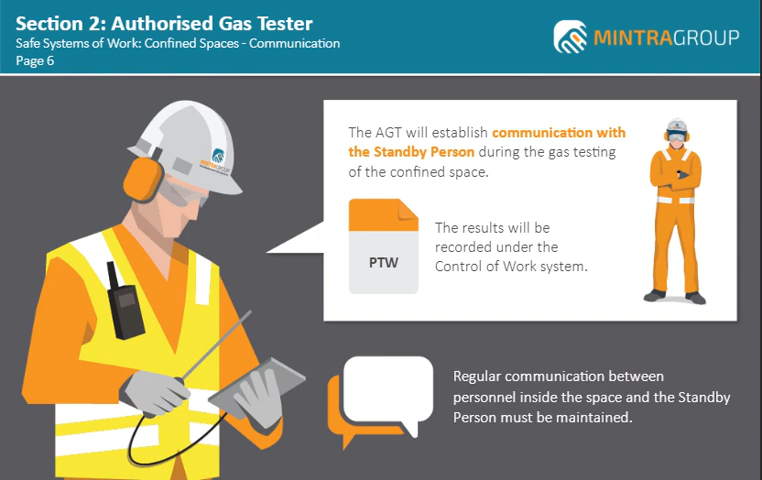 Section 2: Authorised Gas Tester
Safe Systems of Work: Confined Spaces - Communication
Page 6
MINTRAGROUP
The AGT will establish communication with
the Standby Person during the gas testing
of the confined space.
PTW
The results will be
recorded under the
Control of Work system.
Regular communication between
personnel inside the space and the Standby
Person must be maintained.
MINTRAGROUP